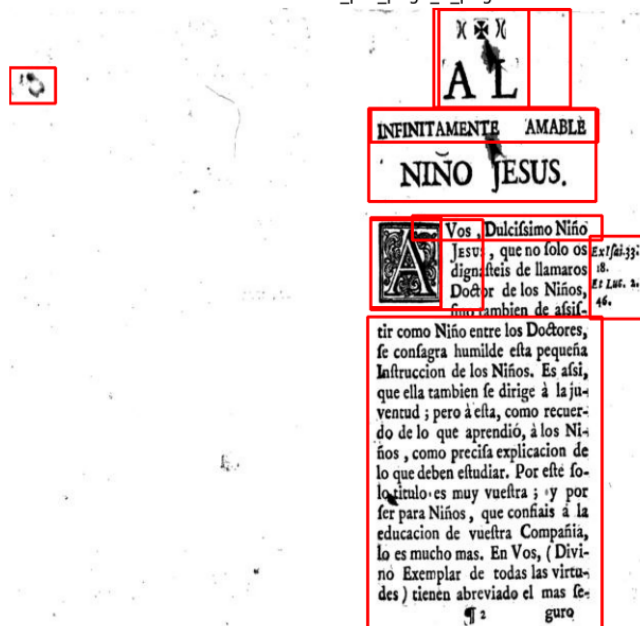 A L
INFINITAMENTE AMABLE
NIÑO JESUS.
A Vos, Dulcissimo Niño
JESUS, que no ſolo os
dignaſteis de llamaros
Doctor de los Niños,
ſino tambien de aſsiſ-
tir como Niño entre los Doctores,
ſe conſagra humilde eſta pequeña
Inſtruccion de los Niños. Es aſsi,
que ella tambien ſe dirige à la ju-
ventud ; pero à eſta, como recuer-
do de lo que aprendió, à los Ni-
ños , como preciſa explicacion de
lo que deben eſtudiar. Por eſte ſo-
lo titulo es muy vueſtra ; y por
ſer para Niños , que confiais à la
educacion de vueſtra Compañia,
lo es mucho mas. En Vos, ( Divi-
no Exemplar de todas las virtu-
des ) tienen abreviado el mas ſe-
¶ 2 guro
Ex Iſai. 33.
18.
Et Luc. 2.
46.